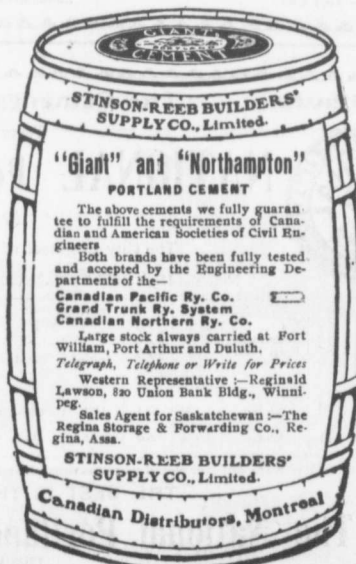 GIANT
CEMENT
STINSON-REEB BUILDERS'
SUPPLY CO., Limited.
"Giant" and "Northampton"
PORTLAND CEMENT
The above cements we fully guaran
tee to fulfill the requirements of Cana-
dian and American Societies of Civil En-
gineers
Both brands have been fully tested
and accepted by the Engineering De-
partments of the—
Canadian Pacific Ry. Co.
Grand Trunk Ry. System
Canadian Northern Ry. Co.
Large stock always carried at Fort
William, Port Arthur and Duluth.
Telegraph, Telephone or Write for Prices
Western Representative :—Reginald
Lawson, 820 Union Bank Bldg., Winni-
peg.
Sales Agent for Saskatchewan :—The
Regina Storage & Forwarding Co., Re-
gina, Assa.
STINSON-REEB BUILDERS'
SUPPLY CO., Limited.
Canadian Distributors, Montreal